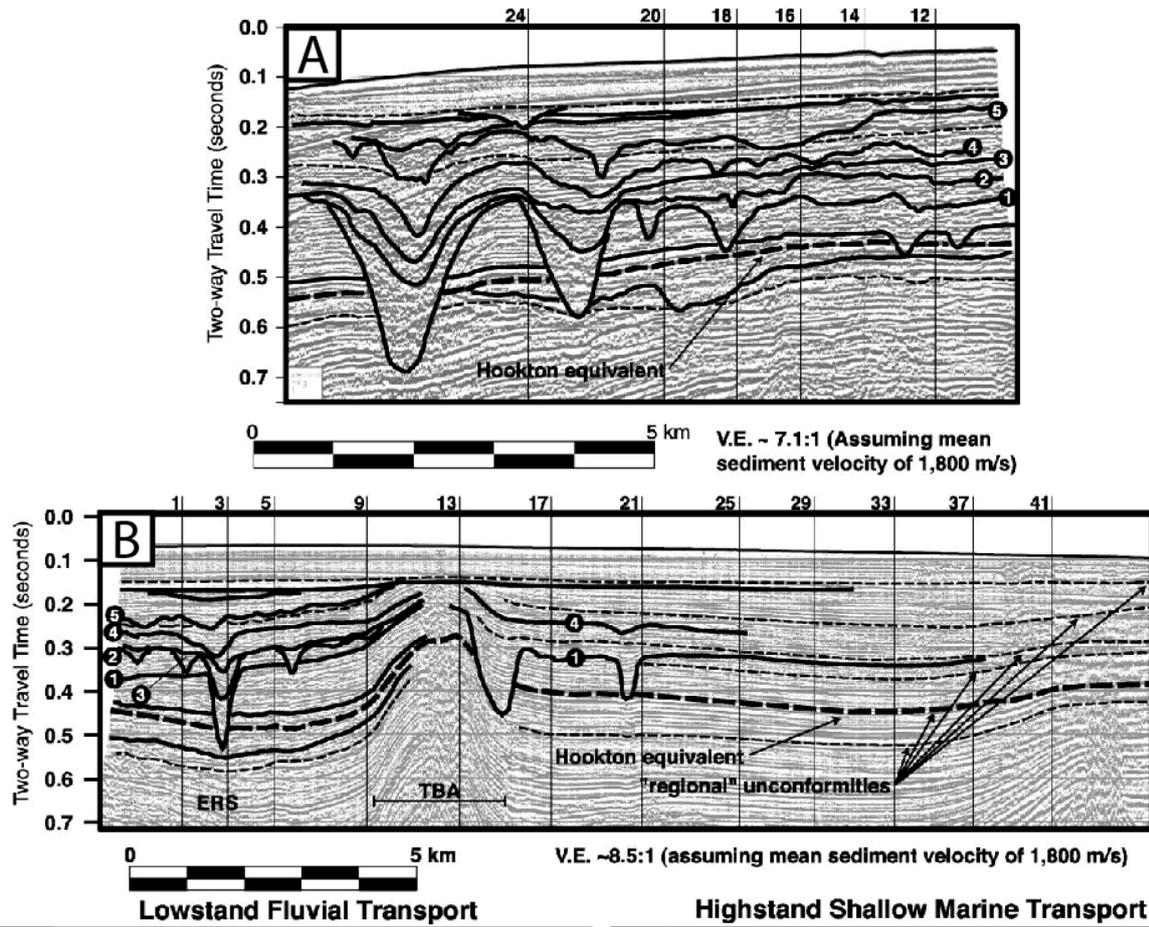 24 20 18 16 14 12
A
0.0
0.1
0.2
0.3
0.4
0.5
0.6
0.7
Two-way Travel Time (seconds)
5
4
3
2
1
Hookton equivalent
0 5 km
V.E. ~ 7.1:1 (Assuming mean
sediment velocity of 1,800 m/s)
1 3 5 9 13 17 21 25 29 33 37 41
B
0.0
0.1
0.2
0.3
0.4
0.5
0.6
0.7
Two-way Travel Time (seconds)
5
4
2
1
3
4
1
Hookton equivalent
"regional" unconformities
ERS
TBA
0 5 km
V.E. ~8.5:1 (assuming mean sediment velocity of 1,800 m/s)
Lowstand Fluvial Transport
Highstand Shallow Marine Transport